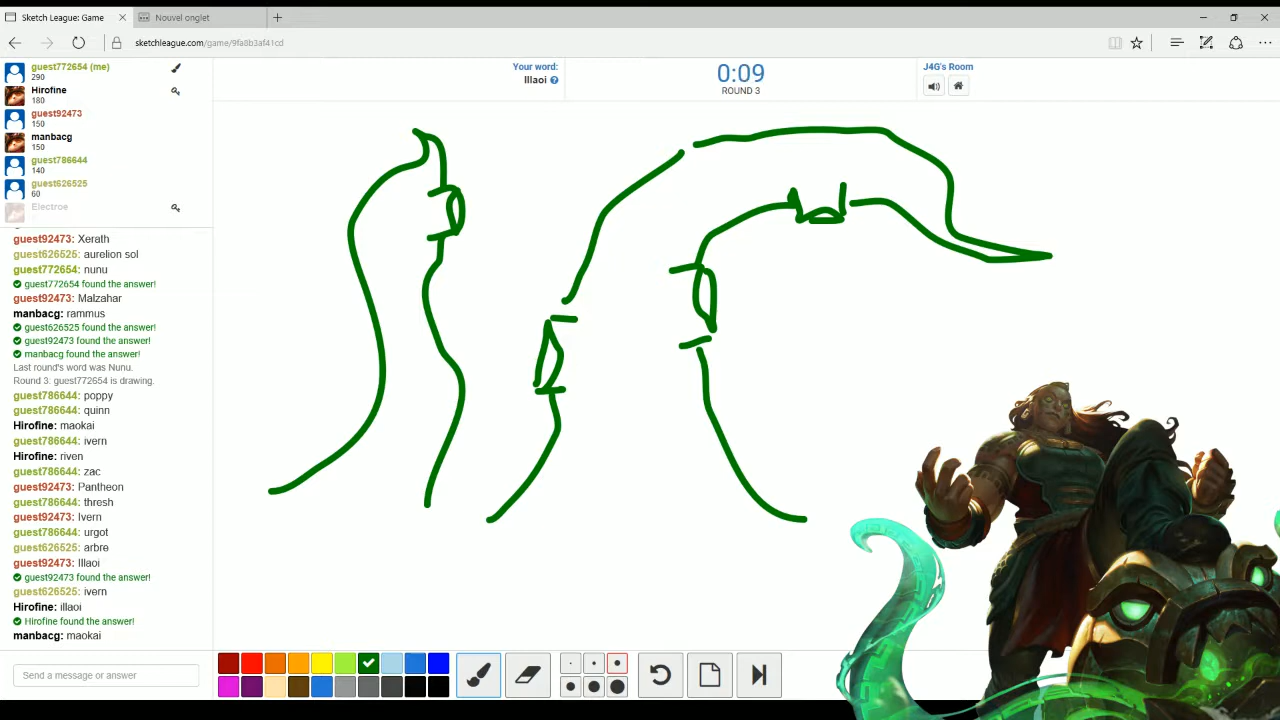 Sketch League: Game
Nouvel onglet
sketchleague.com/game/9fa8b3af41cd
guest772654 (me)
290
Hirofine
180
guest92473
150
manbacg
150
guest786644
140
guest626525
60
Electroe
guest92473: Xerath
guest626525: aurelion sol
guest772654: nunu
guest772654 found the answer!
guest92473: Malzahar
manbacg: rammus
guest626525 found the answer!
guest92473 found the answer!
manbacg found the answer!
Last round's word was Nunu.
Round 3. guest772654 is drawing.
guest786644: poppy
guest786644: quinn
Hirofine: maokai
guest786644: ivern
Hirofine: riven
guest786644: zac
guest92473: Pantheon
guest786644: thresh
guest92473: Ivern
guest786644: urgot
guest626525: arbre
guest92473: Illaoi
guest92473 found the answer!
guest626525: ivern
Hirofine: illaoi
Hirofine found the answer!
manbacg: maokai
Send a message or answer
Your word:
Illaoi
0:09
ROUND 3
J4G's Room